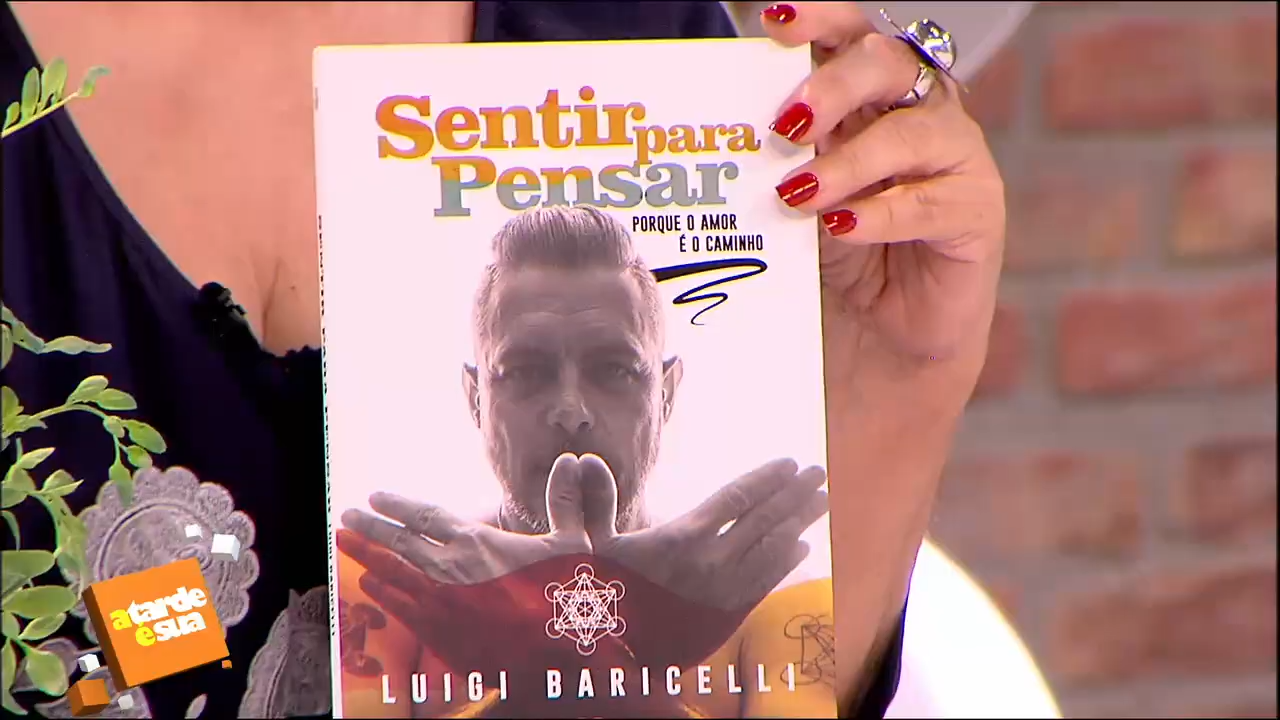 Sentir para
Pensar
PORQUE O AMOR
É O CAMINHO
LUIGI BARICELLI
a tarde
é sua